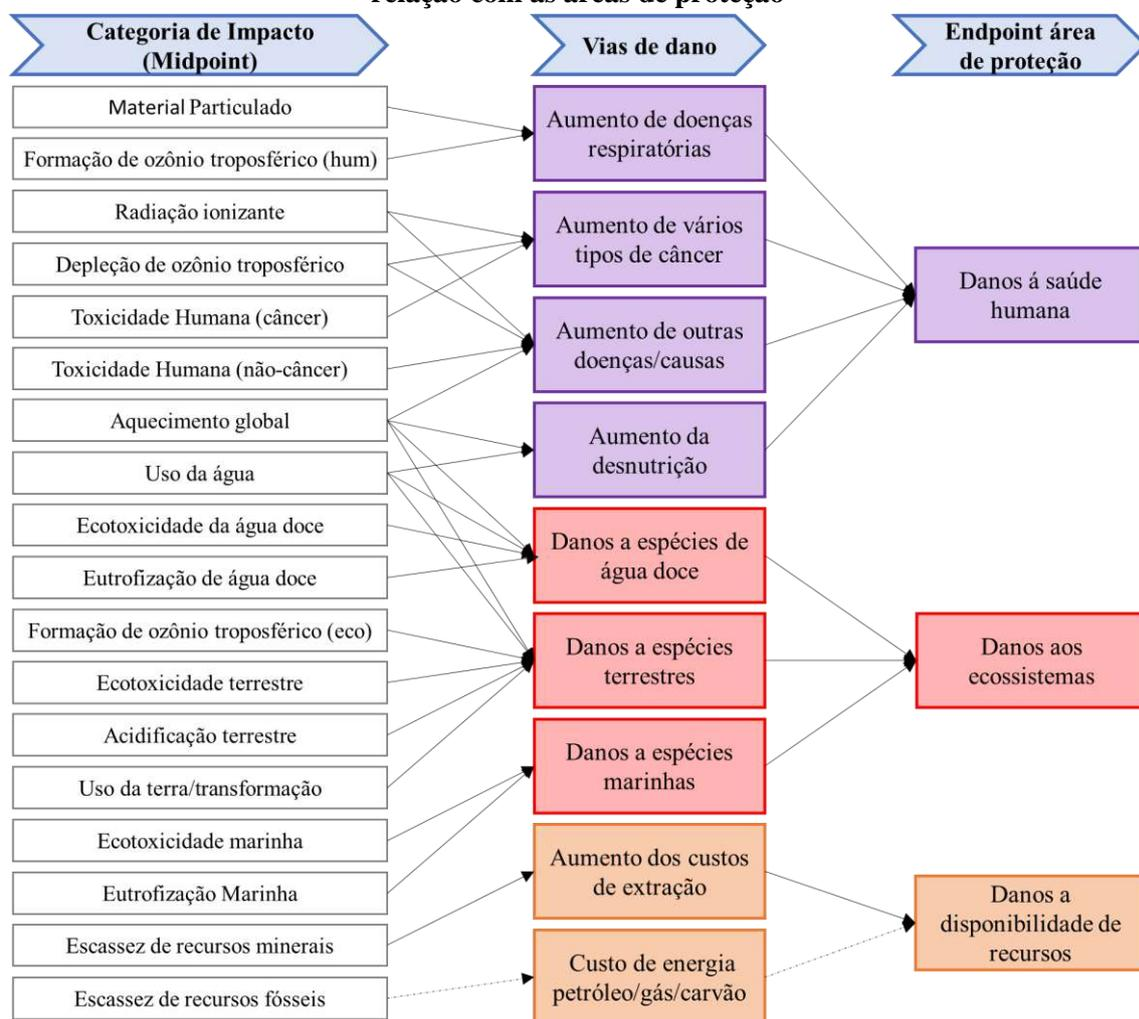 relação com as áreas de proteção
Categoria de Impacto
(Midpoint)
Vias de dano
Endpoint área
de proteção
Material Particulado
Formação de ozônio troposférico (hum)
Radiação ionizante
Depleção de ozônio troposférico
Toxicidade Humana (câncer)
Toxicidade Humana (não-câncer)
Aquecimento global
Uso da água
Ecotoxicidade da água doce
Eutrofização de água doce
Formação de ozônio troposférico (eco)
Ecotoxicidade terrestre
Acidificação terrestre
Uso da terra/transformação
Ecotoxicidade marinha
Eutrofização Marinha
Escassez de recursos minerais
Escassez de recursos fósseis
Aumento de doenças
respiratórias
Aumento de vários
tipos de câncer
Aumento de outras
doenças/causas
Aumento da
desnutrição
Danos a espécies de
água doce
Danos a espécies
terrestres
Danos a espécies
marinhas
Aumento dos custos
de extração
Custo de energia
petróleo/gás/carvão
Danos á saúde
humana
Danos aos
ecossistemas
Danos a
disponibilidade de
recursos